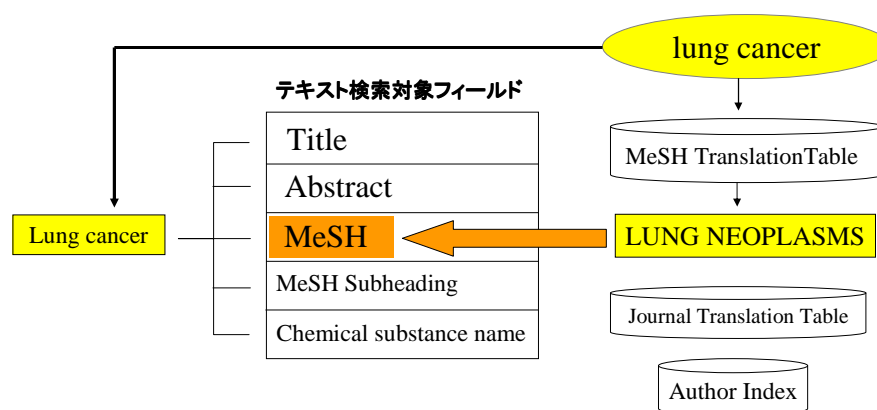 lung cancer
テキスト検索対象フィールド
Title
MeSH TranslationTable
Abstract
Lung cancer
MeSH
LUNG NEOPLASMS
MeSH Subheading
Journal Translation Table
Chemical substance name
Author Index